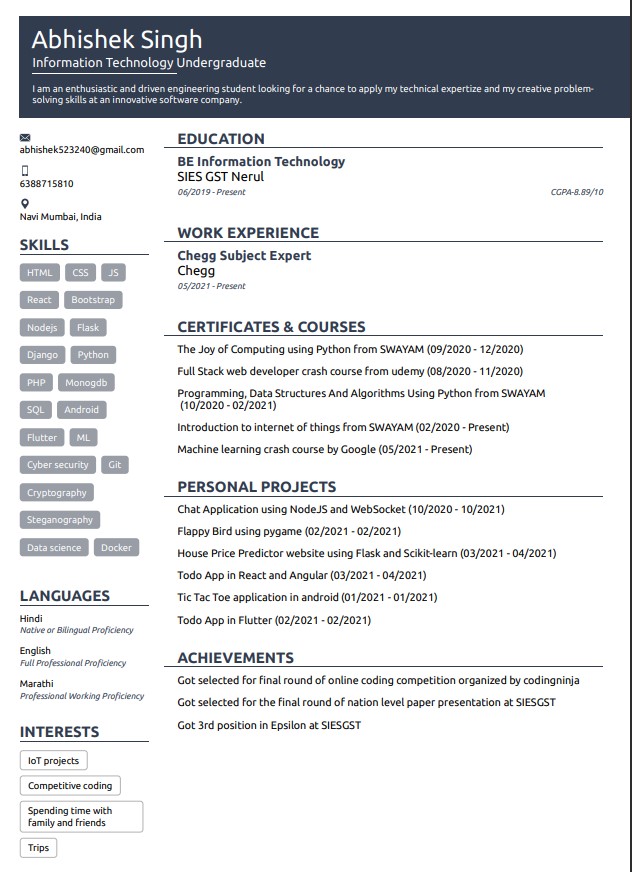 Abhishek Singh
Information Technology Undergraduate
I am an enthusiastic and driven engineering student looking for a chance to apply my technical expertize and my creative problem-
solving skills at an innovative software company.
abhishek523240@gmail.com
6388715810
Navi Mumbai, India
SKILLS
HTML CSS JS
React Bootstrap
Nodejs Flask
Django Python
PHP Monogdb
SQL Android
Flutter ML
Cyber security Git
Cryptography
Steganography
Data science Docker
LANGUAGES
Hindi
Native or Bilingual Proficiency
English
Full Professional Proficiency
Marathi
Professional Working Proficiency
INTERESTS
IoT projects
Competitive coding
Spending time with
family and friends
Trips
EDUCATION
BE Information Technology
SIES GST Nerul
06/2019 - Present CGPA-8.89/10
WORK EXPERIENCE
Chegg Subject Expert
Chegg
05/2021 - Present
CERTIFICATES & COURSES
The Joy of Computing using Python from SWAYAM (09/2020 - 12/2020)
Full Stack web developer crash course from udemy (08/2020 - 11/2020)
Programming, Data Structures And Algorithms Using Python from SWAYAM
(10/2020 - 02/2021)
Introduction to internet of things from SWAYAM (02/2020 - Present)
Machine learning crash course by Google (05/2021 - Present)
PERSONAL PROJECTS
Chat Application using NodeJS and WebSocket (10/2020 - 10/2021)
Flappy Bird using pygame (02/2021 - 02/2021)
House Price Predictor website using Flask and Scikit-learn (03/2021 - 04/2021)
Todo App in React and Angular (03/2021 - 04/2021)
Tic Tac Toe application in android (01/2021 - 01/2021)
Todo App in Flutter (02/2021 - 02/2021)
ACHIEVEMENTS
Got selected for final round of online coding competition organized by codingninja
Got selected for the final round of nation level paper presentation at SIESGST
Got 3rd position in Epsilon at SIESGST